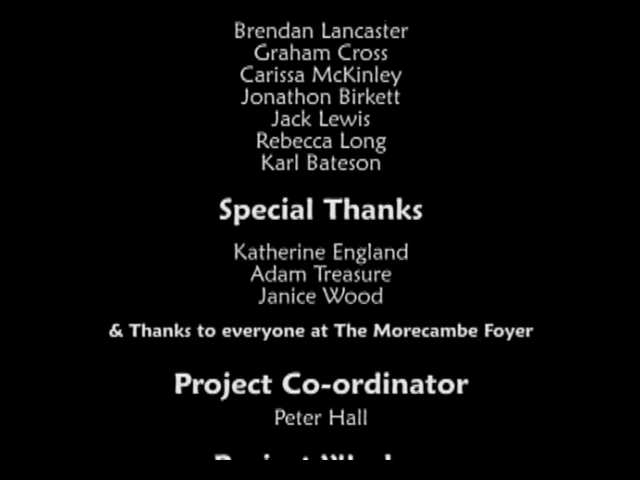 Brendan Lancaster
Graham Cross
Carissa McKinley
Jonathon Birkett
Jack Lewis
Rebecca Long
Karl Bateson
Special Thanks
Katherine England
Adam Treasure
Janice Wood
& Thanks to everyone at The Morecambe Foyer
Project Co-ordinator
Peter Hall
Project